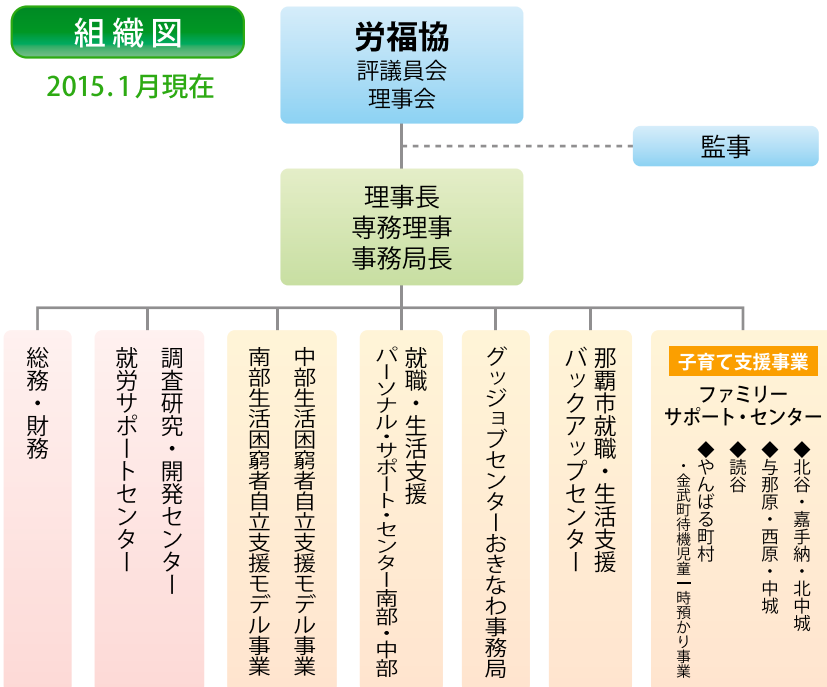 組織図
2015.1月現在
労福協
評議員会
理事会
監事
理事長
専務理事
事務局長
総務・財務
調査研究・開発センター
就労サポートセンター
中部生活困窮者自立支援モデル事業
南部生活困窮者自立支援モデル事業
就職・生活支援
パーソナル・サポート・センター南部・中部
グッジョブセンターおきなわ事務局
那覇市就職・生活支援
バックアップセンター
子育て支援事業
ファミリー
サポート・センター
◆北谷・嘉手納・北中城
◆与那原・西原・中城
◆読谷
◆やんばる町村
・金武町待機児童一時預かり事業